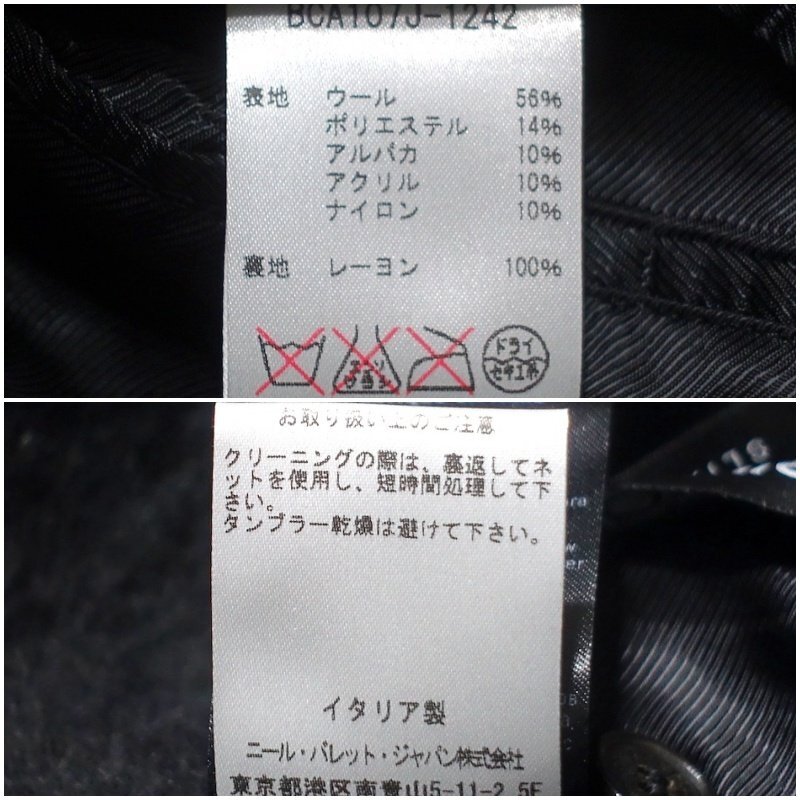 BCA107J-1242
表地 ウール 56%
ポリエステル 14%
アルパカ 10%
アクリル 10%
ナイロン 10%
裏地 レーヨン 100%
エンソ サラシ
ドライ
セキユ系
お取り扱い上のご注意
クリーニングの際は、裏返してネ
ットを使用し、短時間処理して下
さい。
タンブラー乾燥は避けて下さい。
イタリア製
ニール・バレット・ジャパン株式会社
東京都港区南青山5-11-2 5F